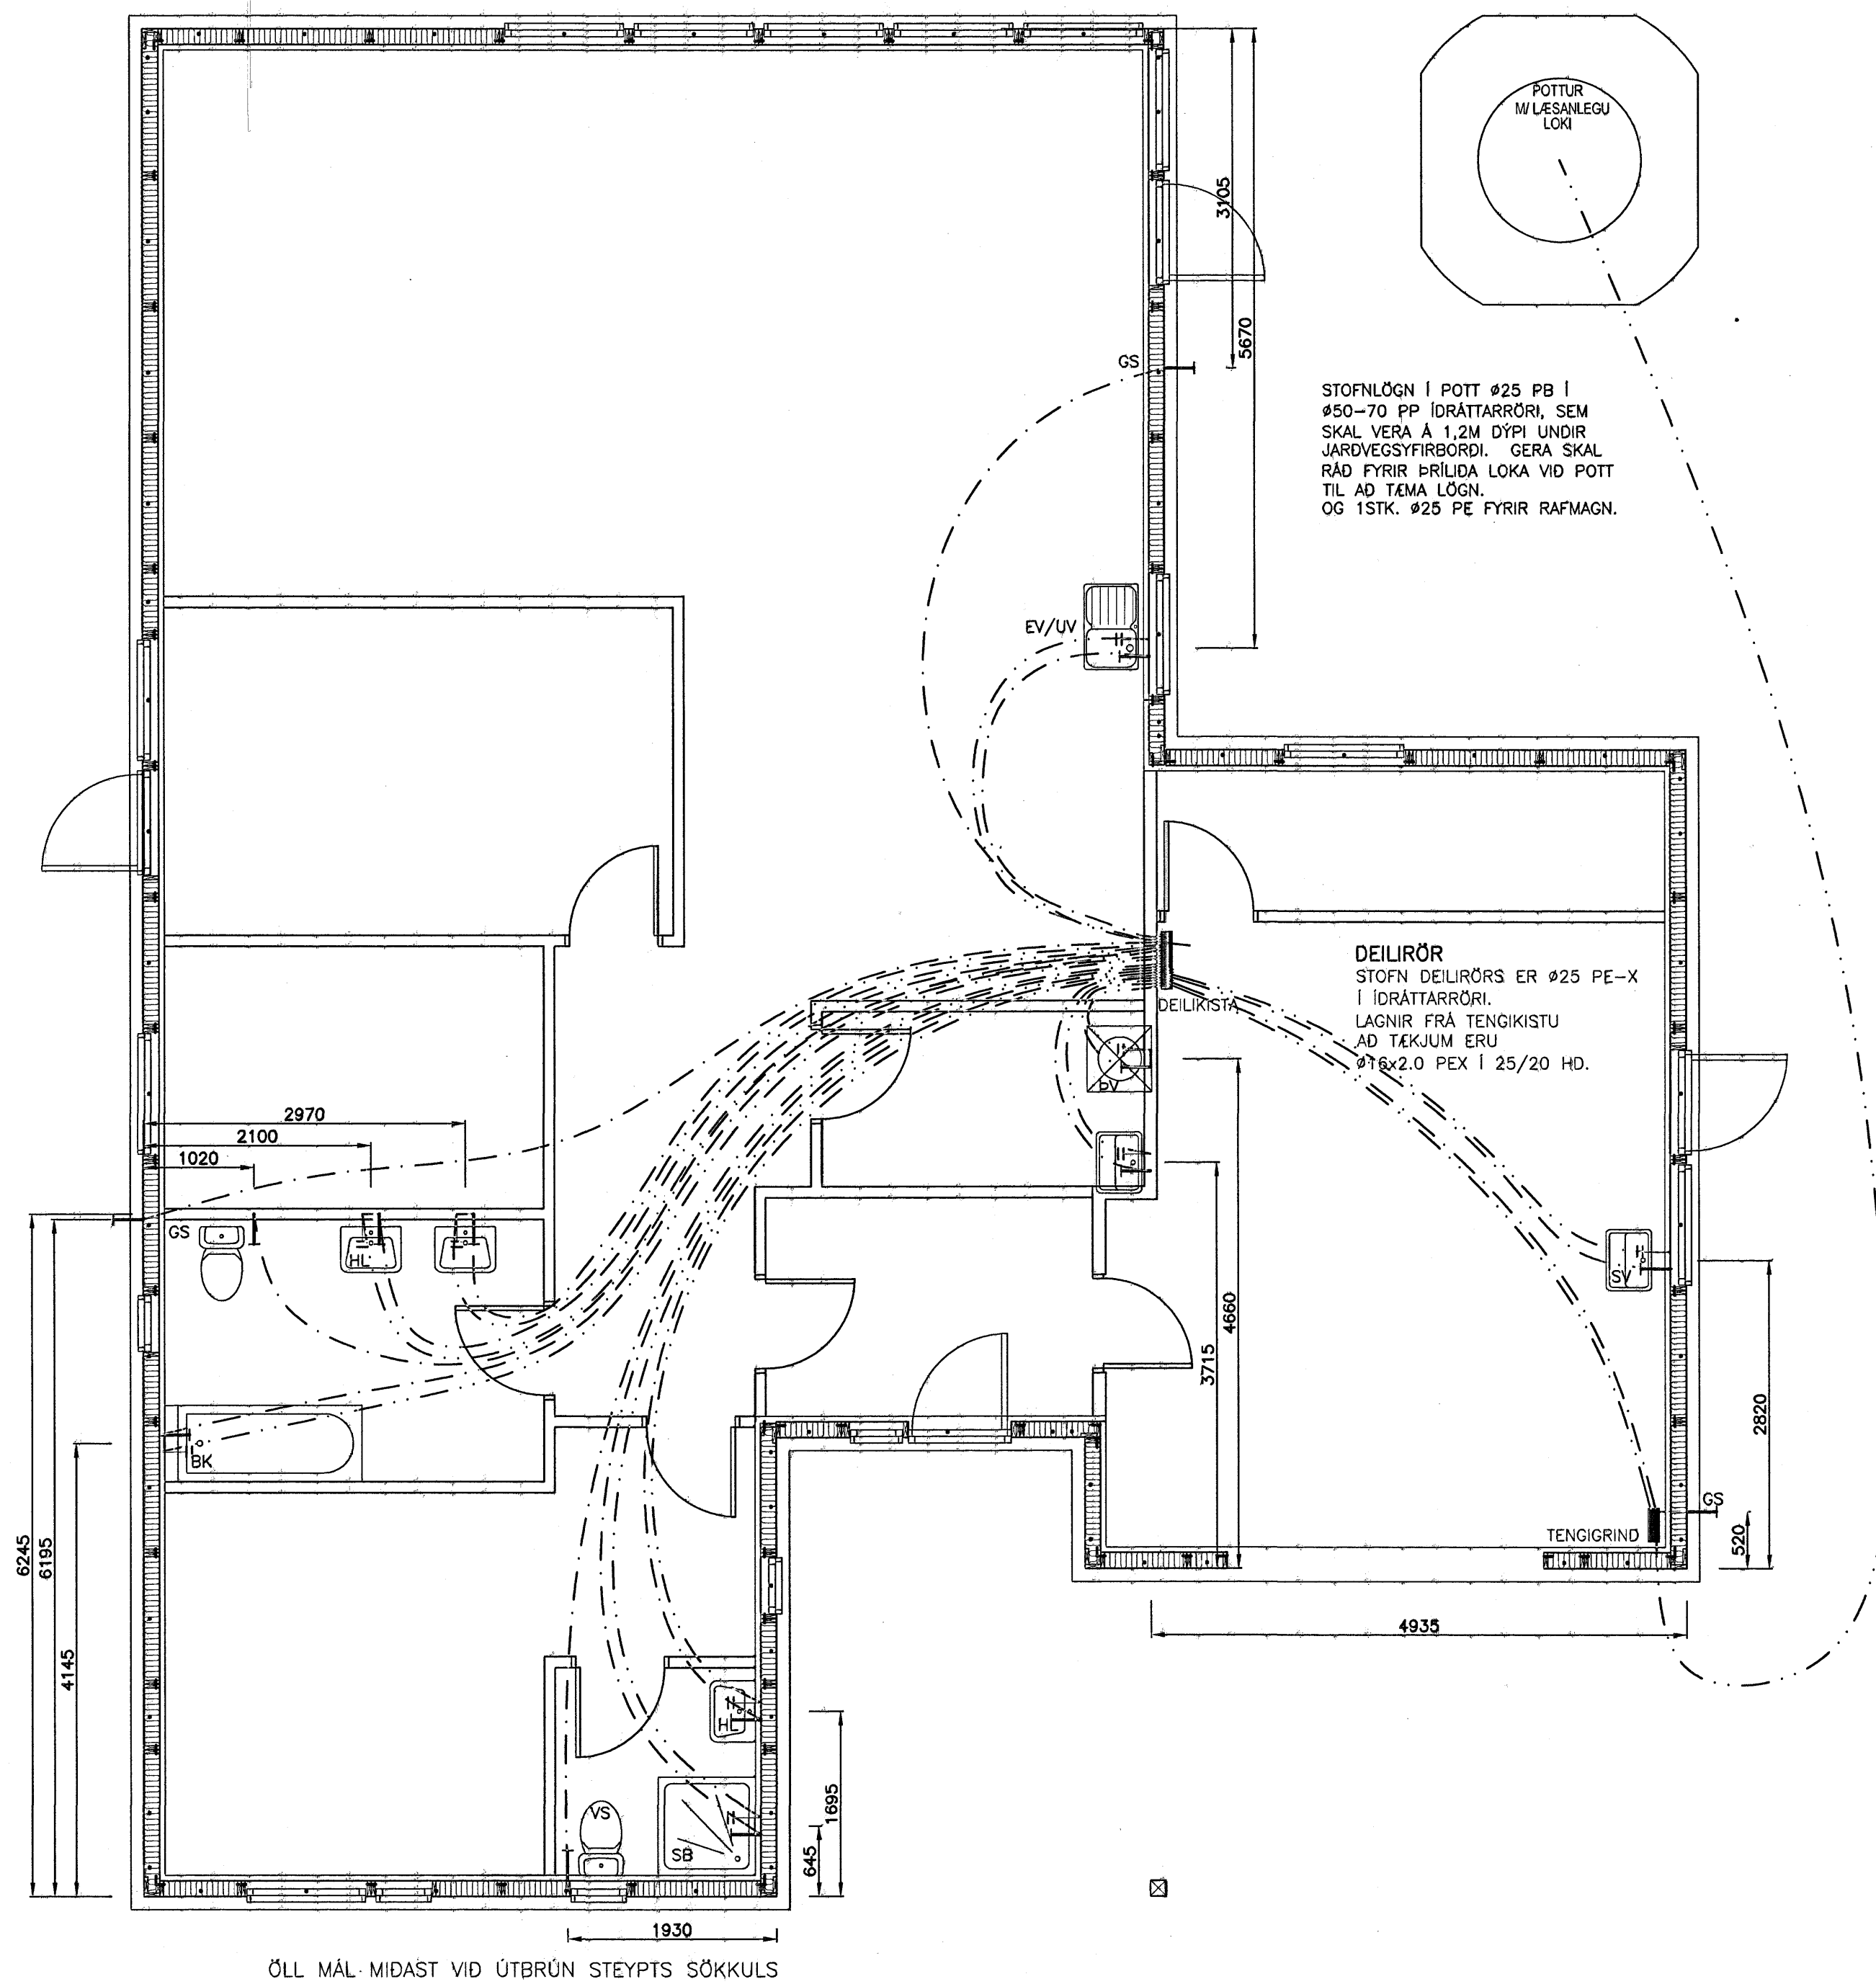 POTTUR
M/ LÆSANLEGU
LOKI
3105
5670
GS
STOFNLÖGN Í POTT ø25 PB Í
ø50-70 PP ÍDRÁTTARRÖRI, SEM
SKAL VERA Á 1,2M DÝPI UNDIR
JARÐVEGSYFIRBORÐI. GERA SKAL
RÁÐ FYRIR ÞRÍLIÐA LOKA VIÐ POTT
TIL AÐ TÆMA LÖGN.
OG 1STK. ø25 PE FYRIR RAFMAGN.
EV/UV
DEILIRÖR
STOFN DEILIRÖRS ER ø25 PE-X
Í ÍDRÁTTARRÖRI.
LAGNIR FRÁ TENGIKISTU
AÐ TÆKJUM ERU
ø16x2.0 PEX Í 25/20 HD.
DEILIKISTA
ÞV
2970
2100
1020
GS
HL
SV
4660
3715
2820
BK
GS
TENGIGRIND
520
6245
6195
4145
4935
HL
VS
SB
1695
645
1930
ÖLL MÁL MIÐAST VIÐ ÚTBRÚN STEYPTS SÖKKULS